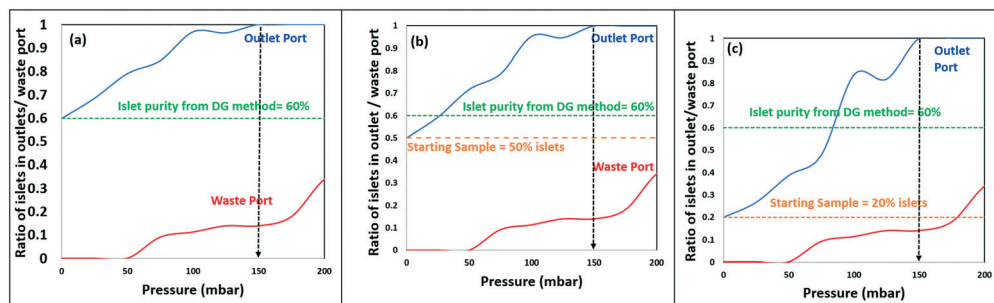 Ratio of islets in outlets/ waste port
1
0.9
0.8
0.7
0.6
0.5
0.4
0.3
0.2
0.1
0
(a)
Outlet Port
Islet purity from DG method= 60%
Waste Port
0 50 100 150 200
Pressure (mbar)
Ratio of islets in outlet / waste port
1
0.9
0.8
0.7
0.6
0.5
0.4
0.3
0.2
0.1
0
(b)
Outlet Port
Islet purity from DG method= 60%
Starting Sample = 50% islets
Waste Port
0 50 100 150 200
Pressure (mbar)
Ratio of islets in outlet/waste port
1
0.9
0.8
0.7
0.6
0.5
0.4
0.3
0.2
0.1
0
(c)
Outlet
Port
Islet purity from DG method= 60%
Starting Sample = 20% islets
0 50 100 150 200
Pressure (mbar)